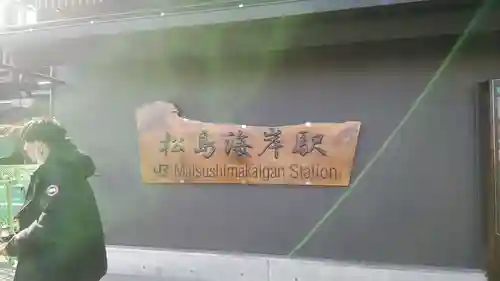 松島海岸駅
JR Matsushimakaigan Station